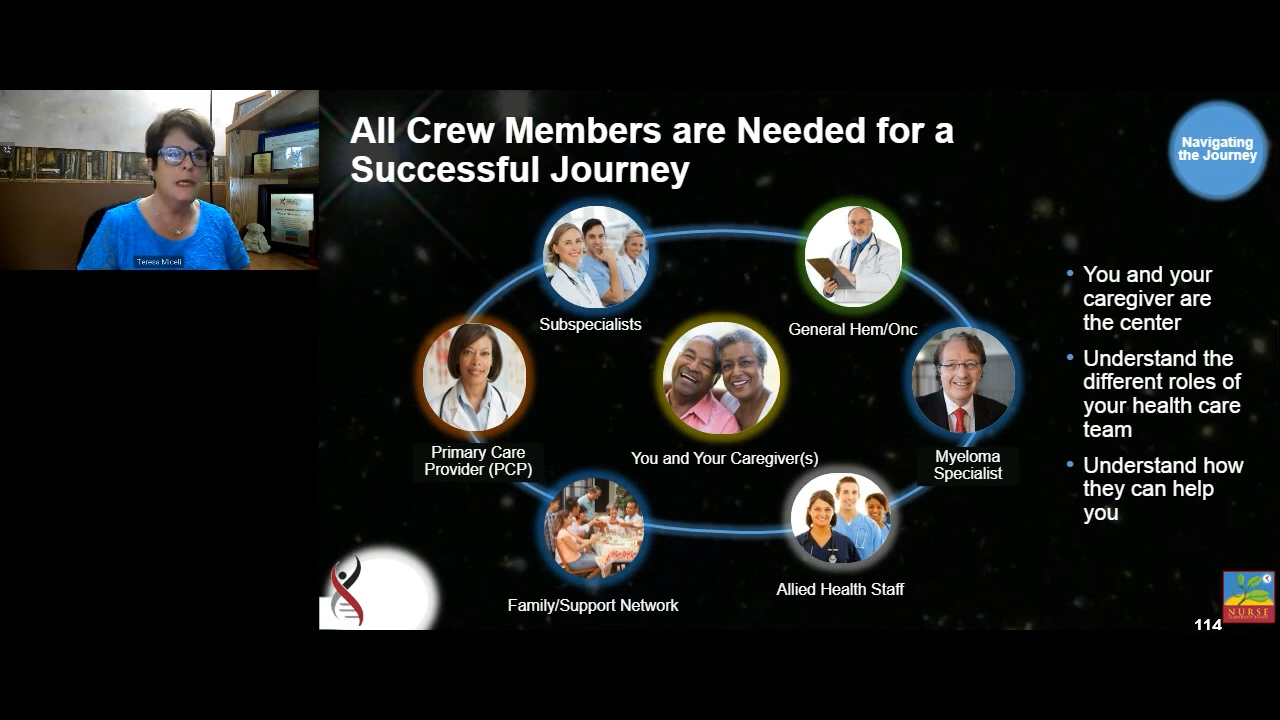 All Crew Members are Needed for a
Successful Journey
Navigating
the Journey
Teresa Miceli
Subspecialists
General Hem/Onc
Primary Care
Provider (PCP)
You and Your Caregiver(s)
Myeloma
Specialist
Family/Support Network
Allied Health Staff
• You and your
caregiver are
the center
• Understand the
different roles of
your health care
team
• Understand how
they can help
you
NURSE
114